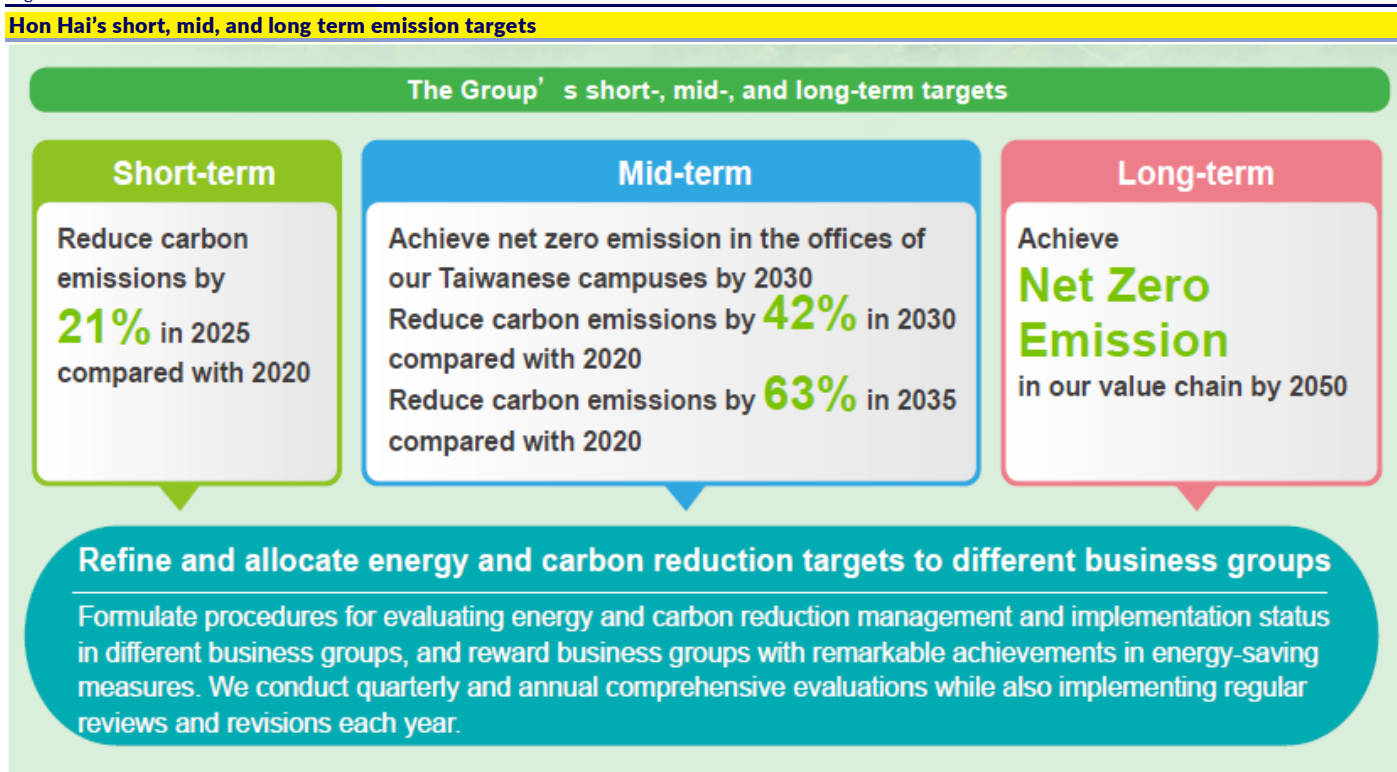 Hon Hai’s short, mid, and long term emission targets
The Group’ s short-, mid-, and long-term targets
Short-term
Reduce carbon
emissions by
21% in 2025
compared with 2020
Mid-term
Achieve net zero emission in the offices of
our Taiwanese campuses by 2030
Reduce carbon emissions by 42% in 2030
compared with 2020
Reduce carbon emissions by 63% in 2035
compared with 2020
Long-term
Achieve
Net Zero
Emission
in our value chain by 2050
Refine and allocate energy and carbon reduction targets to different business groups
Formulate procedures for evaluating energy and carbon reduction management and implementation status
in different business groups, and reward business groups with remarkable achievements in energy-saving
measures. We conduct quarterly and annual comprehensive evaluations while also implementing regular
reviews and revisions each year.